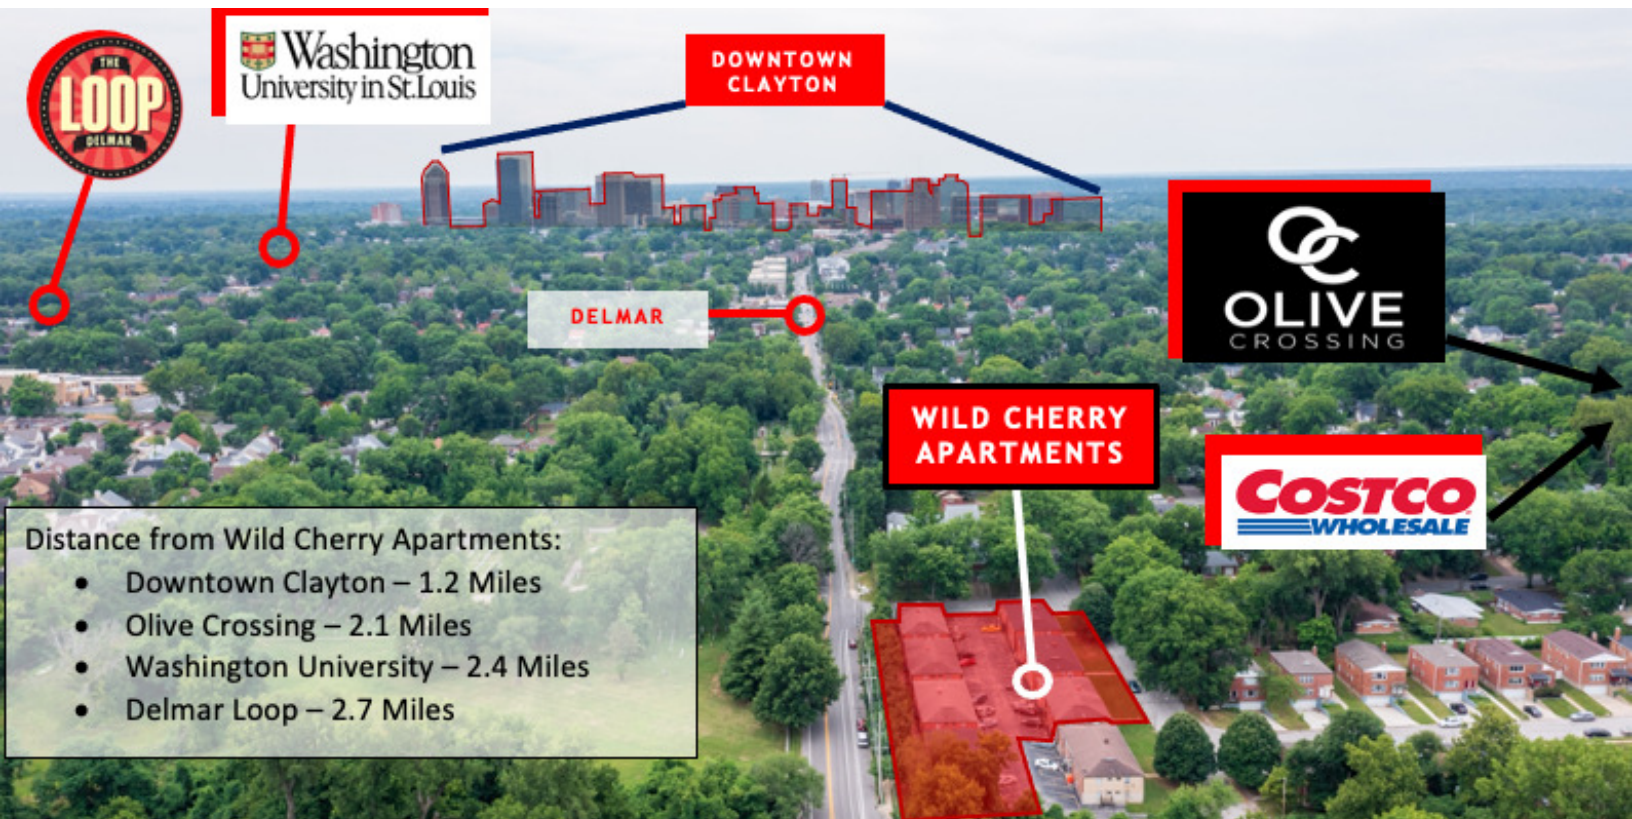 THE
LOOP
DELMAR
Washington
University in St. Louis
DOWNTOWN
CLAYTON
OC
OLIVE
CROSSING
DELMAR
WILD CHERRY
APARTMENTS
COSTCO
WHOLESALE
Distance from Wild Cherry Apartments:
• Downtown Clayton – 1.2 Miles
• Olive Crossing – 2.1 Miles
• Washington University – 2.4 Miles
• Delmar Loop – 2.7 Miles